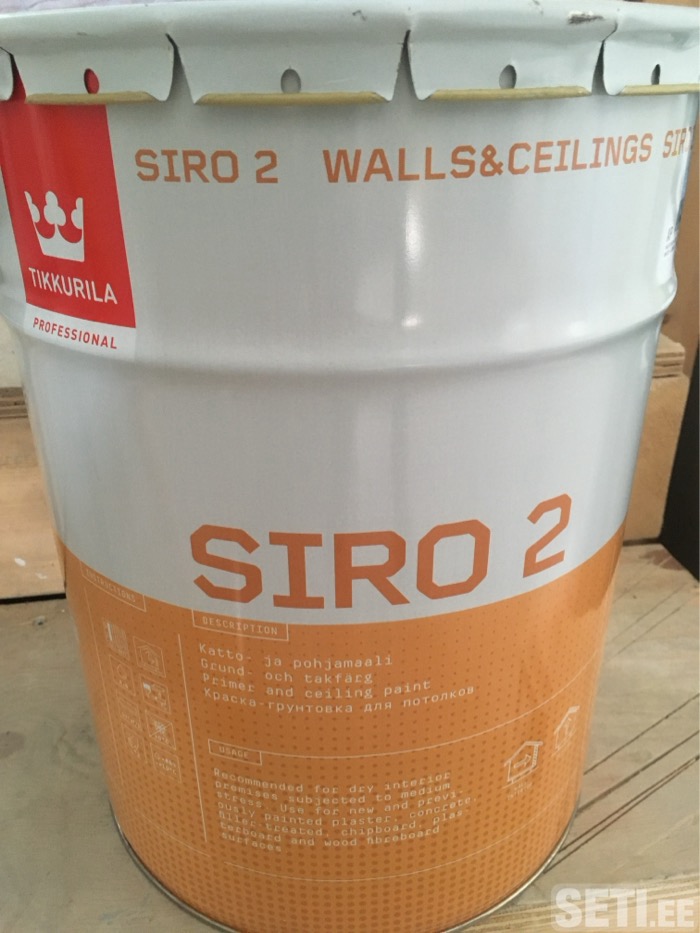 SIRO 2 WALLS&CEILINGS SIR
TIKKURILA
PROFESSIONAL
SIRO 2
INSTRUCTIONS
DESCRIPTION
Katto- ja pohjamaali
Grund- och takfärg
Primer and ceiling paint
Краска-грунтовка для потолков
USAGE
Recommended for dry interior
premises subjected to medium
stress. Use for new and previ-
ously painted plaster, concrete
filler treated, chipboard, plas-
terboard and wood fibreboard
surfaces
SETI.EE